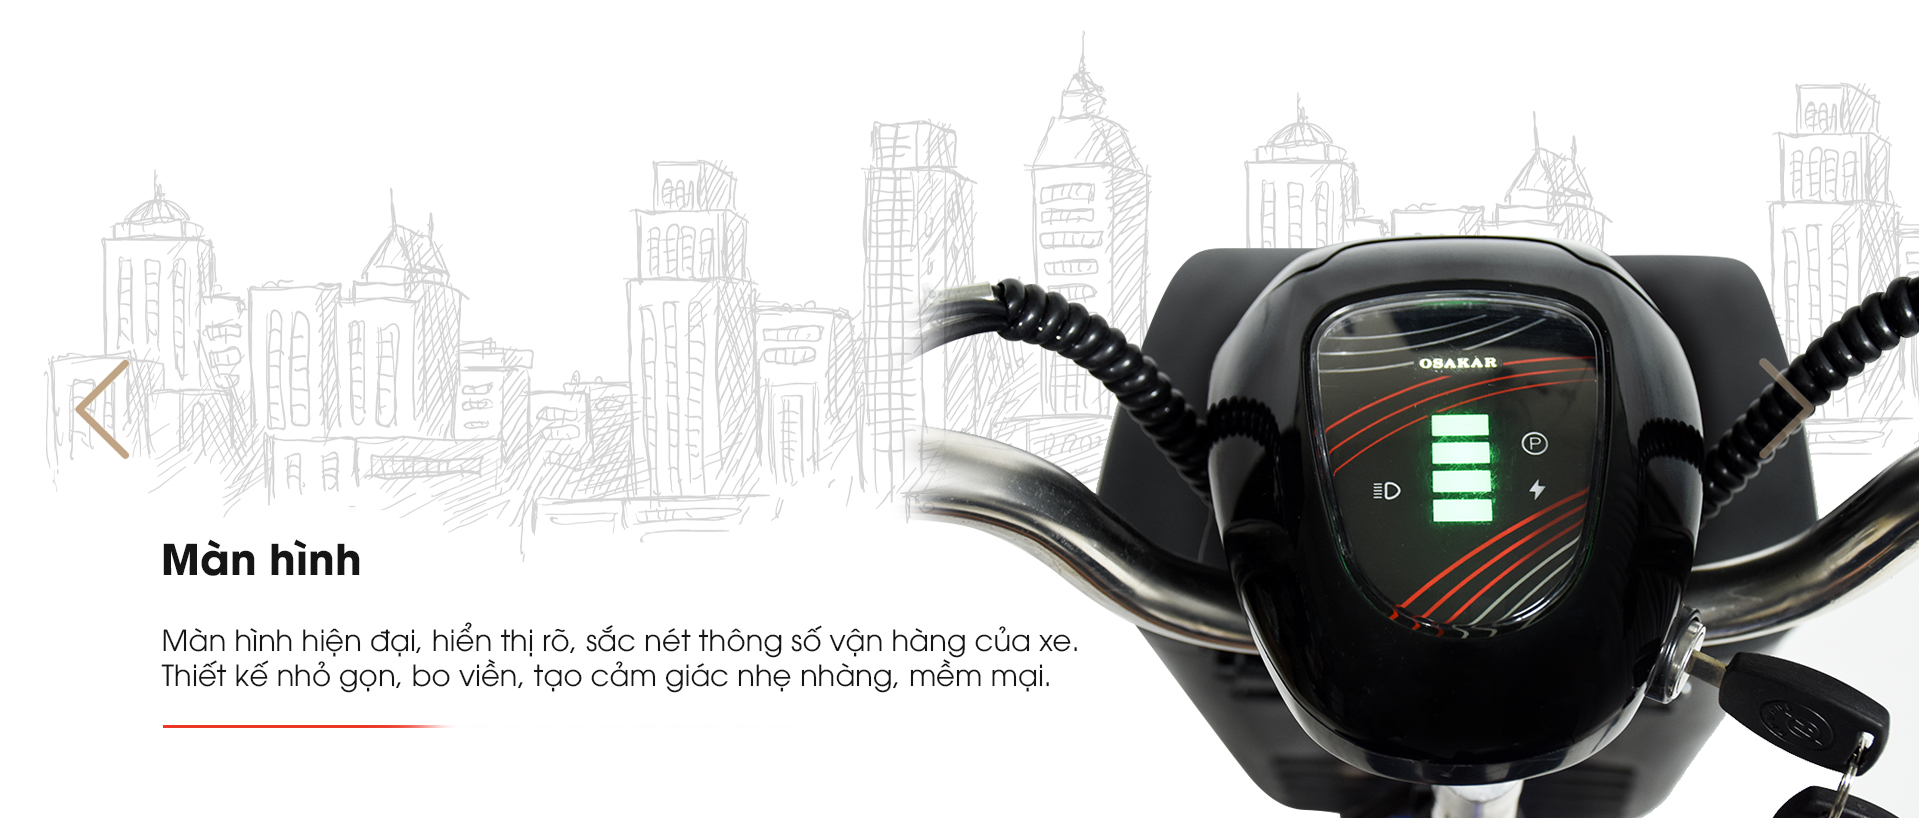 OSAKAR
P
Màn hình
Màn hình hiện đại, hiển thị rõ, sắc nét thông số vận hàng của xe.
Thiết kế nhỏ gọn, bo viền, tạo cảm giác nhẹ nhàng, mềm mại.